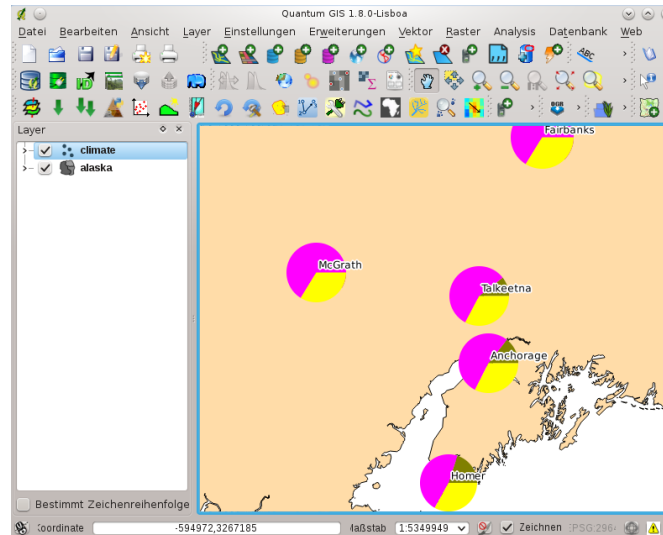 Quantum GIS 1.8.0-Lisboa
Datei Bearbeiten Ansicht Layer Einstellungen Erweiterungen Vektor Raster Analysis Datenbank Web
Layer
climate
alaska
Fairbanks
McGrath
Talkeetna
Anchorage
Homer
Bestimmt Zeichenreihenfolge
-594972,3267185
1:5349949
Zeichnen